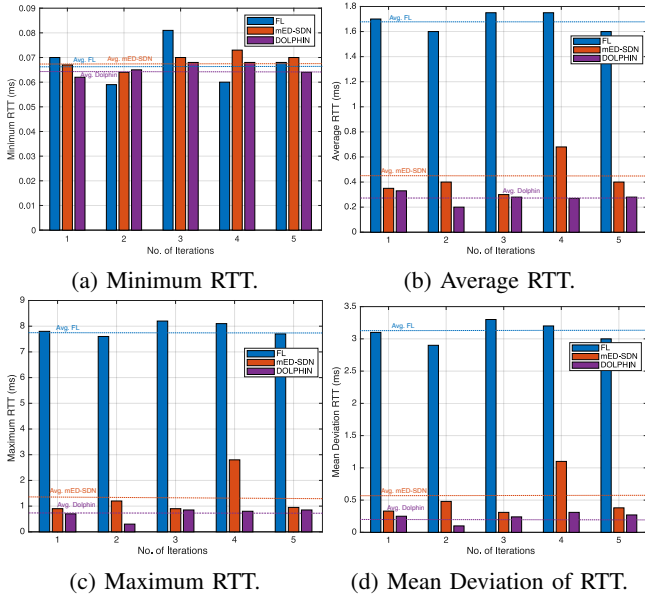 0.09
0.08
0.07
0.06
0.05
0.04
0.03
0.02
0.01
0
Minimum RTT (ms)
Avg. FL
Avg. mED-SDN
Avg. Dolphin
FL
mED-SDN
DOLPHIN
1 2 3 4 5
No. of Iterations
(a) Minimum RTT.
1.8
1.6
1.4
1.2
1
0.8
0.6
0.4
0.2
0
Average RTT (ms)
Avg. FL
Avg. mED-SDN
Avg. Dolphin
FL
mED-SDN
DOLPHIN
1 2 3 4 5
No. of Iterations
(b) Average RTT.
9
8
7
6
5
4
3
2
1
0
Maximum RTT (ms)
Avg. FL
Avg. mED-SDN
Avg. Dolphin
FL
mED-SDN
DOLPHIN
1 2 3 4 5
No. of Iterations
(c) Maximum RTT.
3.5
3
2.5
2
1.5
1
0.5
0
Mean Deviation RTT (ms)
Avg. FL
Avg. mED-SDN
Avg. Dolphin
FL
mED-SDN
DOLPHIN
1 2 3 4 5
No. of Iterations
(d) Mean Deviation of RTT.